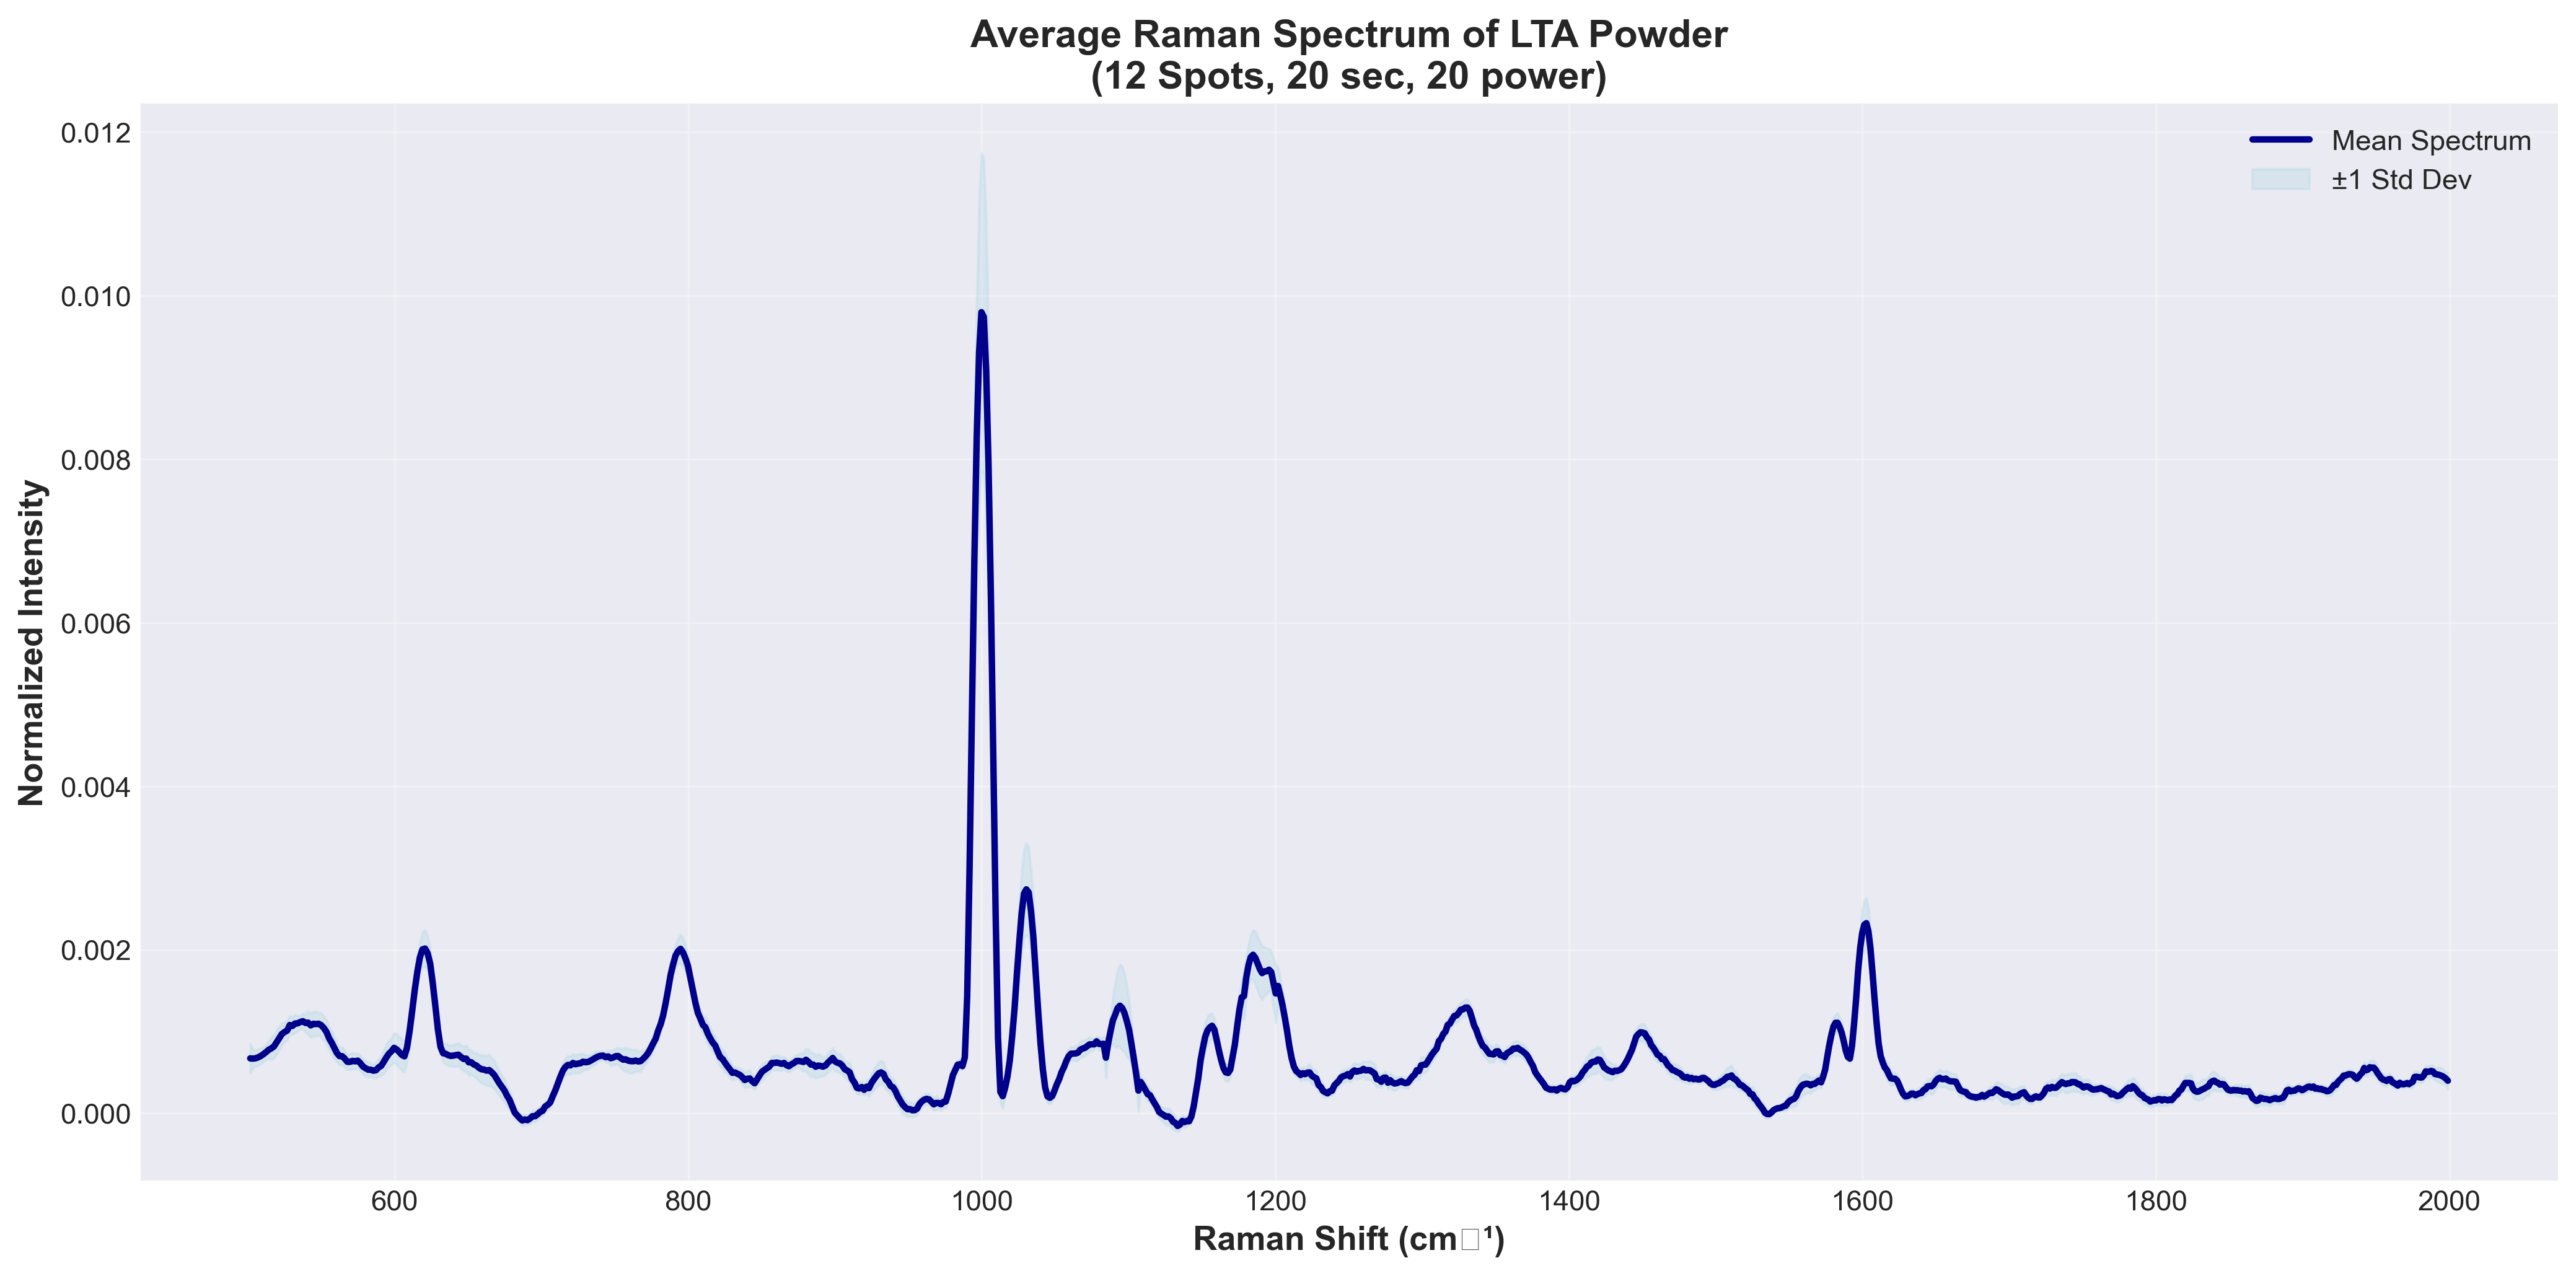 Average Raman Spectrum of LTA Powder
(12 Spots, 20 sec, 20 power)
Mean Spectrum
±1 Std Dev
Normalized Intensity
0.012
0.010
0.008
0.006
0.004
0.002
0.000
600 800 1000 1200 1400 1600 1800 2000
Raman Shift (cm□¹)